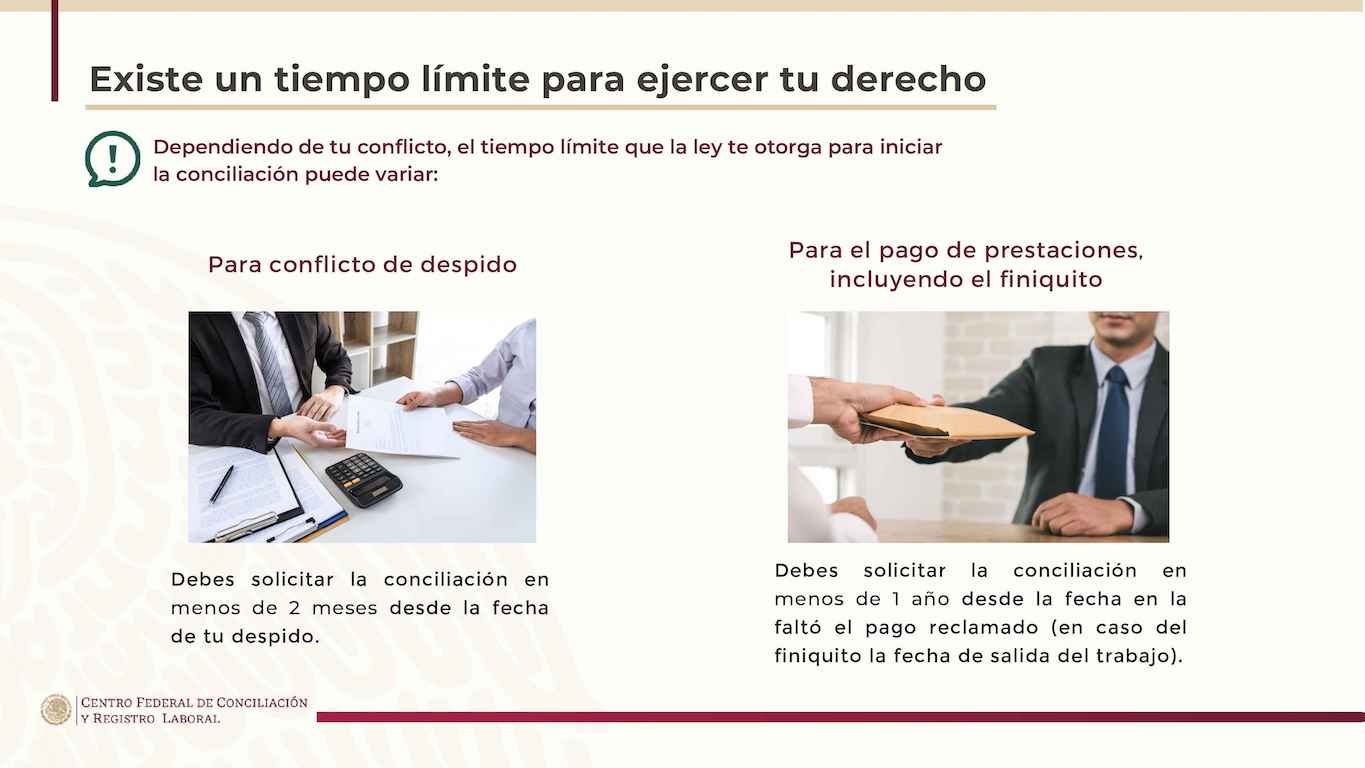 Existe un tiempo límite para ejercer tu derecho
!
Dependiendo de tu conflicto, el tiempo límite que la ley te otorga para iniciar
la conciliación puede variar:
Para conflicto de despido
Debes solicitar la conciliación en
menos de 2 meses desde la fecha
de tu despido.
Para el pago de prestaciones,
incluyendo el finiquito
Debes solicitar la conciliación en
menos de 1 año desde la fecha en la
faltó el pago reclamado (en caso del
finiquito la fecha de salida del trabajo).
CENTRO FEDERAL DE CONCILIACIÓN
Y REGISTRO LABORAL